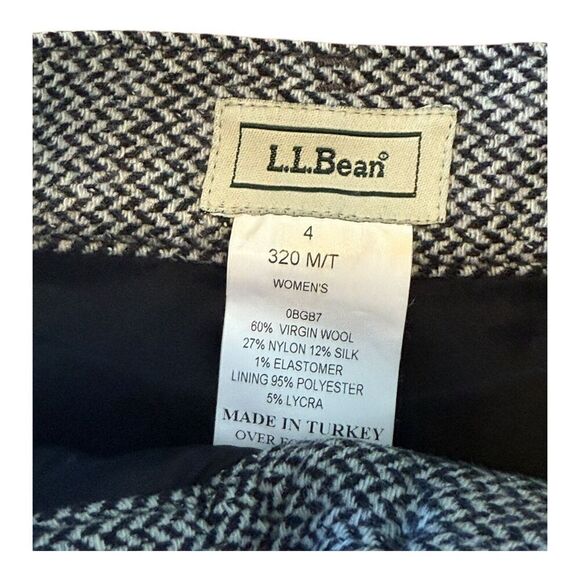 L.L.Bean®
4
320 M/T
WOMEN'S
0BGB7
60% VIRGIN WOOL
27% NYLON 12% SILK
1% ELASTOMER
LINING 95% POLYESTER
5% LYCRA
MADE IN TURKEY
OVER